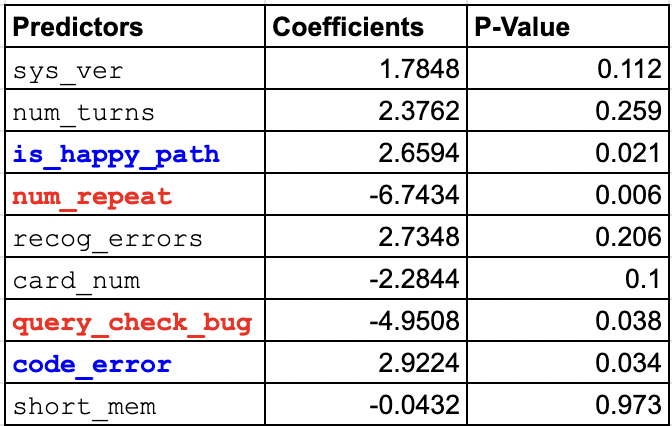 Predictors Coefficients P-Value
sys_ver 1.7848 0.112
num_turns 2.3762 0.259
is_happy_path 2.6594 0.021
num_repeat -6.7434 0.006
recog_errors 2.7348 0.206
card_num -2.2844 0.1
query_check_bug -4.9508 0.038
code_error 2.9224 0.034
short_mem -0.0432 0.973